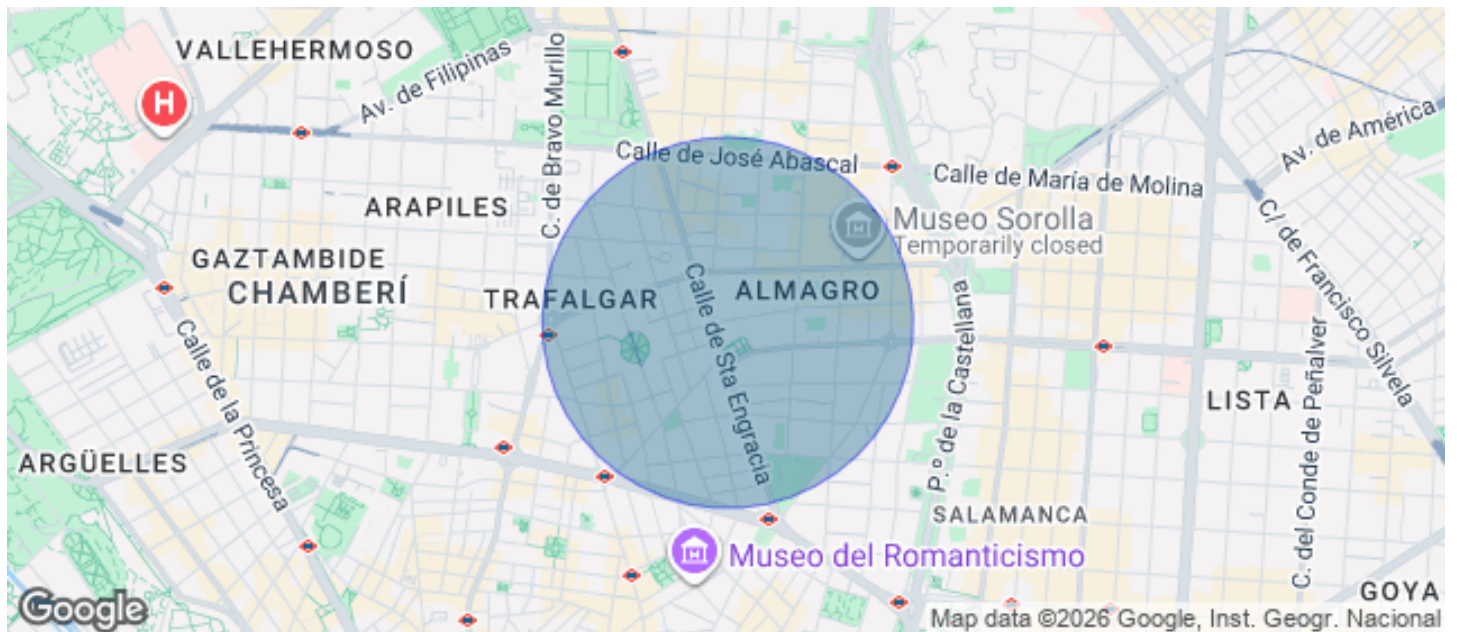 VALLEHERMOSO
Av. de Filipinas
C. de Bravo Murillo
H
Av. de América
Calle de José Abascal
Calle de María de Molina
ARAPILES
Museo Sorolla
Temporarily closed
C/ de Francisco Silvela
GAZTAMBIDE
CHAMBERÍ
TRAFALGAR
ALMAGRO
Calle de Sta Engracia
Calle de la Princesa
P.º de la Castellana
LISTA
C. del Conde de Peñalver
ARGÜELLES
SALAMANCA
Museo del Romanticismo
GOYA
Google
Map data ©2026 Google, Inst. Geogr. Nacional